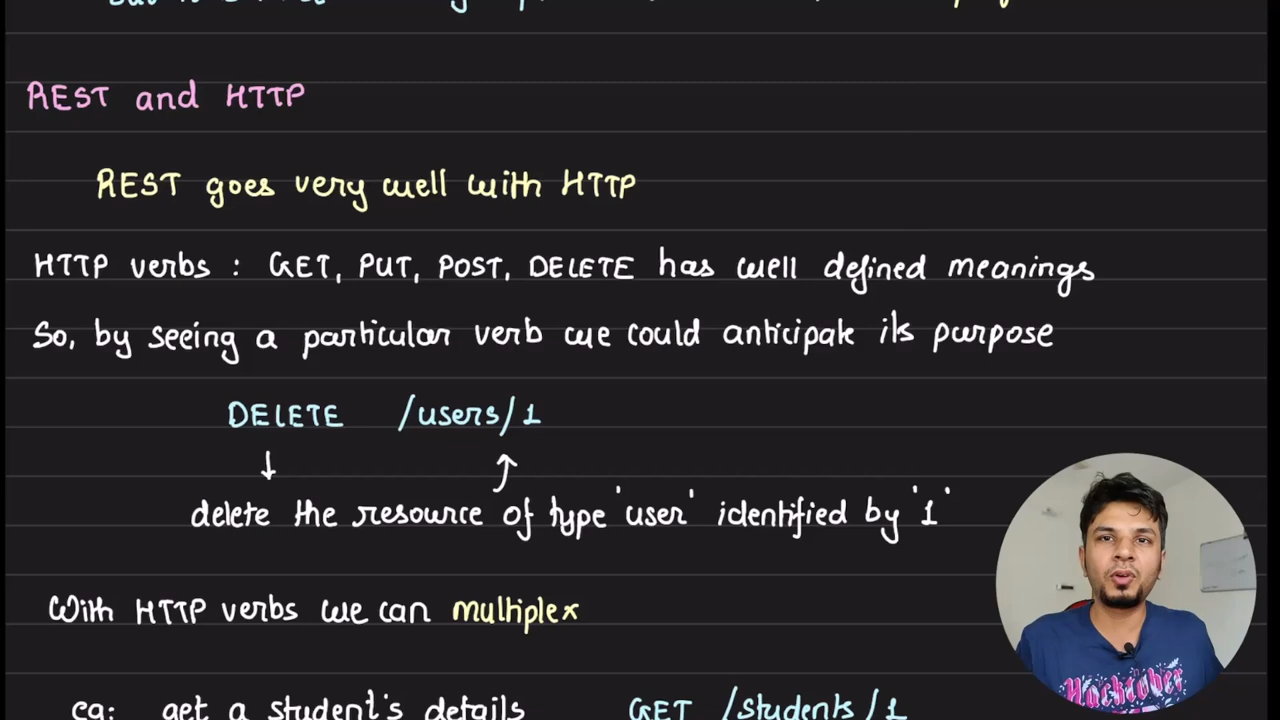 REST and HTTP
REST goes very well with HTTP
HTTP verbs : GET, PUT, POST, DELETE has well defined meanings
So, by seeing a particular verb we could anticipate its purpose
DELETE /users/1
delete the resource of type 'user' identified by '1'
With HTTP verbs we can multiplex
eg: get a student's details GET /students/1
Hacktober